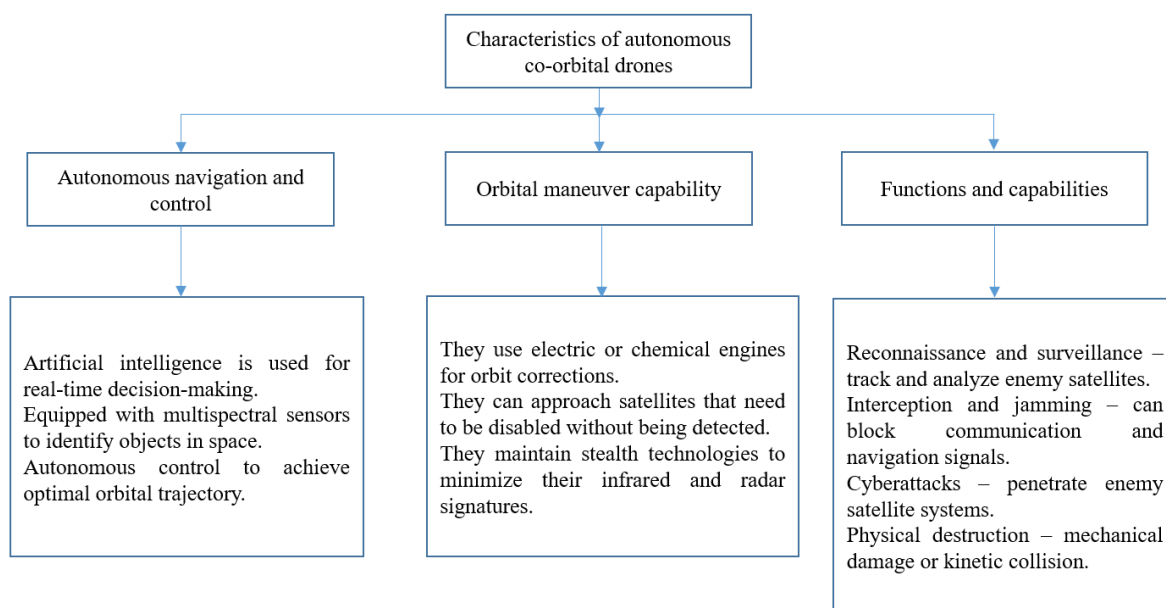 Characteristics of autonomous
co-orbital drones
Autonomous navigation and
control
Orbital maneuver capability
Functions and capabilities
Artificial intelligence is used for
real-time decision-making.
Equipped with multispectral sensors
to identify objects in space.
Autonomous control to achieve
optimal orbital trajectory.
They use electric or chemical engines
for orbit corrections.
They can approach satellites that need
to be disabled without being detected.
They maintain stealth technologies to
minimize their infrared and radar
signatures.
Reconnaissance and surveillance –
track and analyze enemy satellites.
Interception and jamming – can
block communication and
navigation signals.
Cyberattacks – penetrate enemy
satellite systems.
Physical destruction – mechanical
damage or kinetic collision.